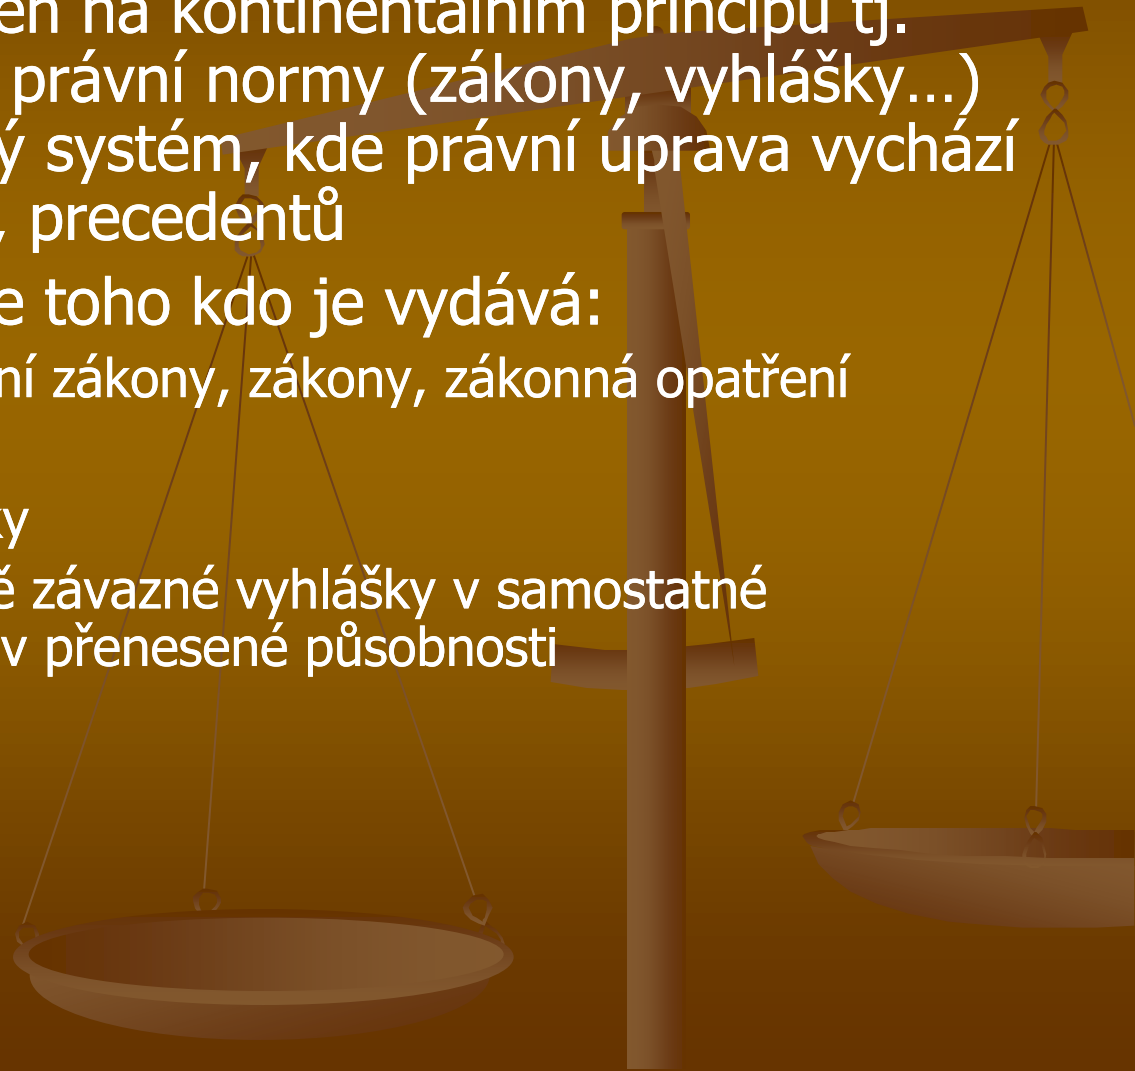 na kontinentálním principu tj.
právní normy (zákony, vyhlášky…)
systém, kde právní úprava vychází
, precedentů
toho kdo je vydává:
ní zákony, zákony, zákonná opatření
ky
ě závazné vyhlášky v samostatné
v přenesené působnosti